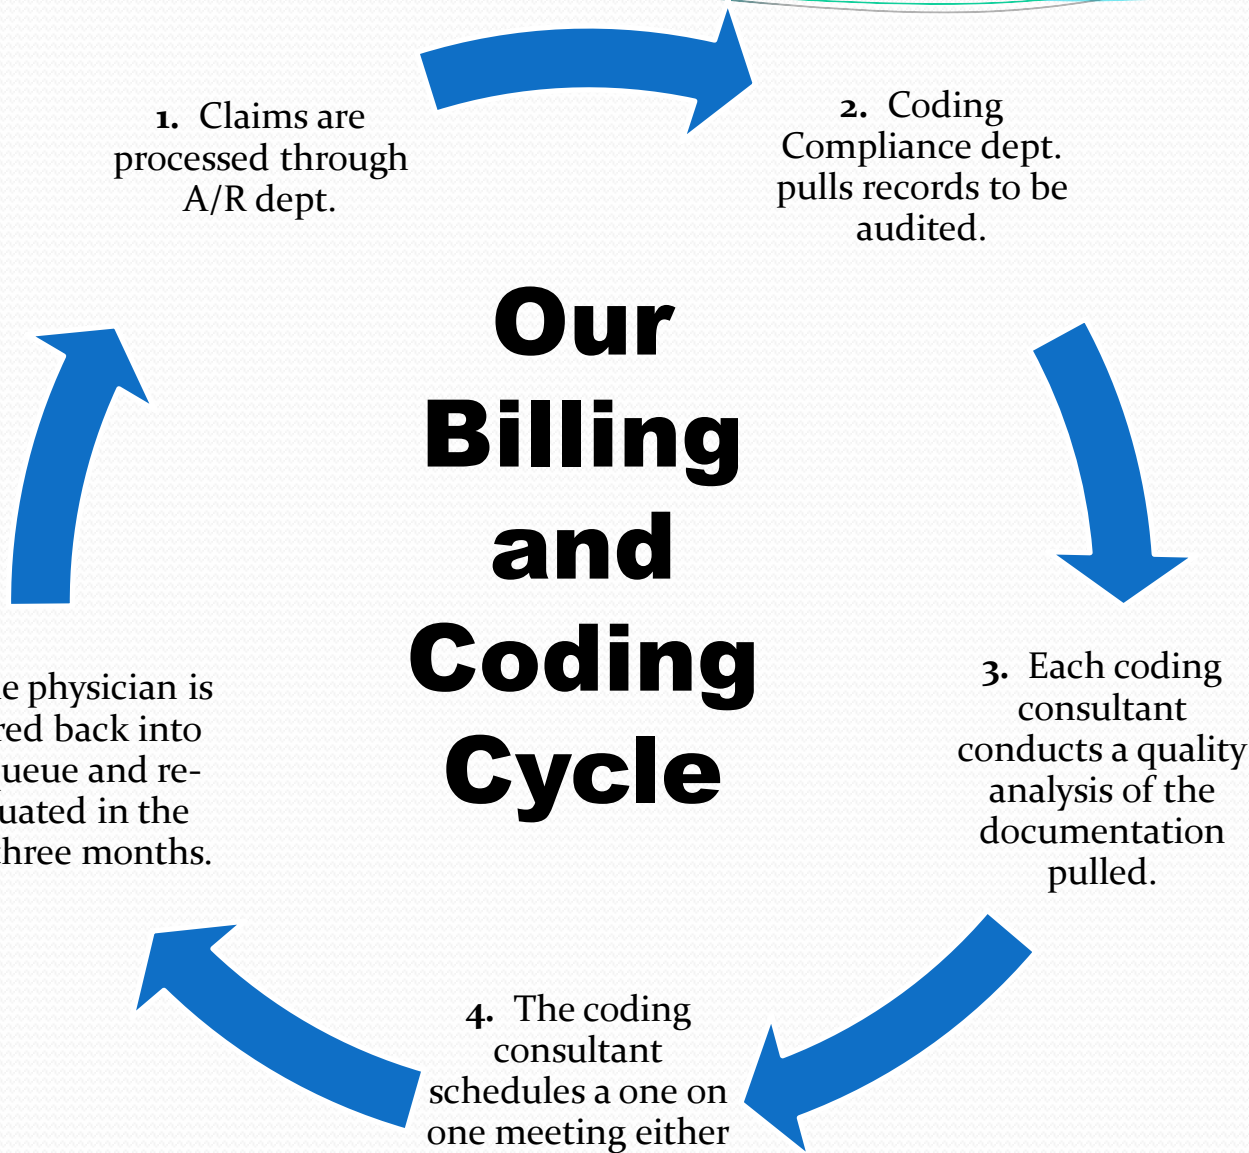 1. Claims are
processed through
A/R dept.
2. Coding
Compliance dept.
pulls records to be
audited.
Our
Billing
and
Coding
Cycle
3. Each coding
consultant
conducts a quality
analysis of the
documentation
pulled.
4. The coding
consultant
schedules a one on
one meeting either
physician is
back into
and re-
in the
three months.